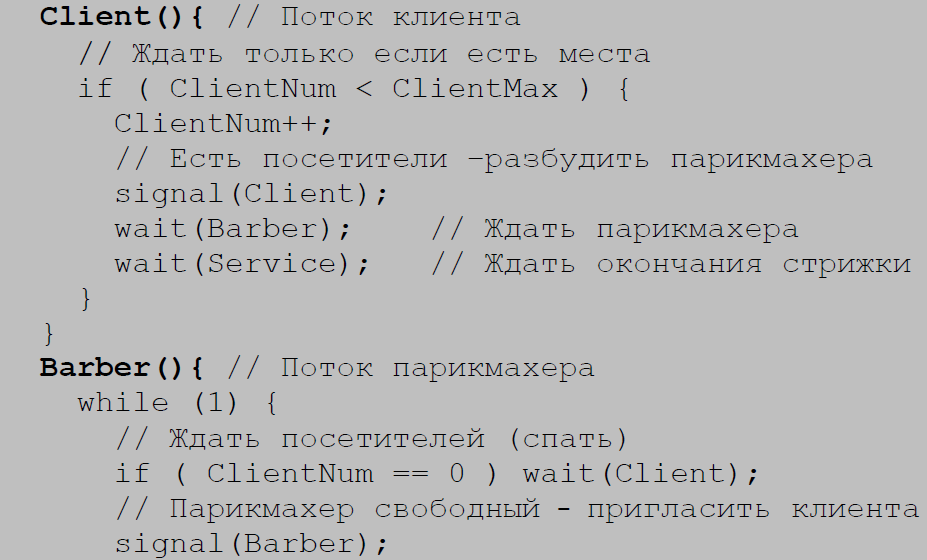 Client(){ // Поток клиента
// Ждать только если есть места
if ( ClientNum < ClientMax ) {
ClientNum++;
// Есть посетители –разбудить парикмахера
signal(Client);
wait(Barber); // Ждать парикмахера
wait(Service); // Ждать окончания стрижки
}
}
Barber(){ // Поток парикмахера
while (1) {
// Ждать посетителей (спать)
if ( ClientNum == 0 ) wait(Client);
// Парикмахер свободный - пригласить клиента
signal(Barber);